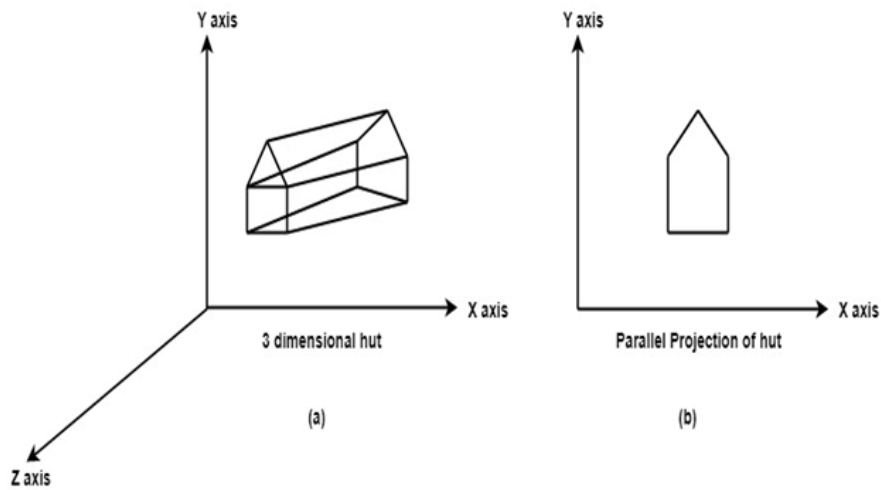 Y axis
Y axis
X axis
X axis
3 dimensional hut
Parallel Projection of hut
(a)
(b)
Z axis